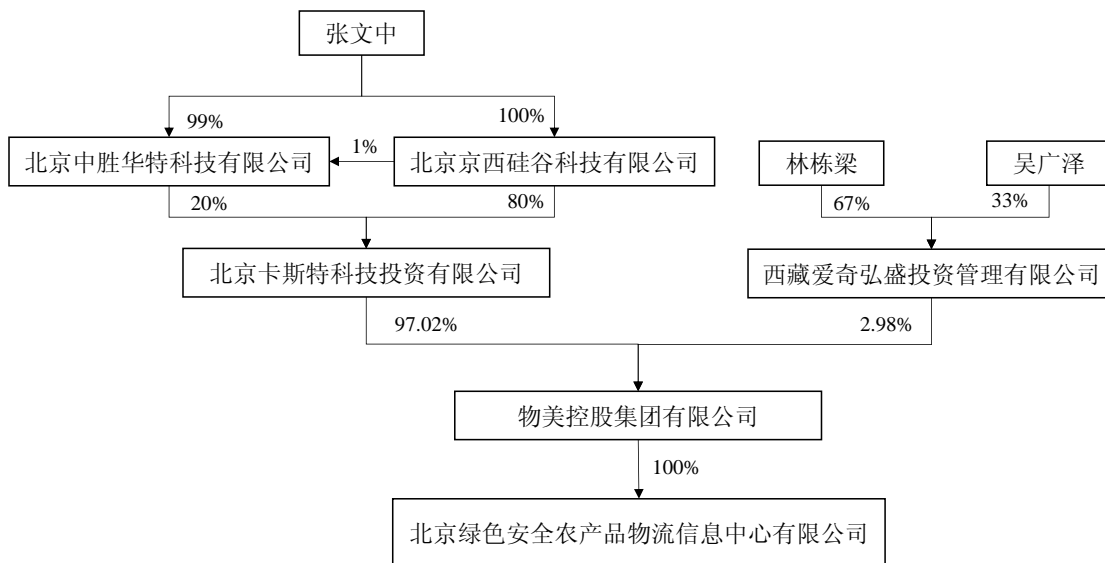 张文中
99%
100%
北京中胜华特科技有限公司
1%
北京京西硅谷科技有限公司
林栋梁
吴广泽
20%
80%
67%
33%
北京卡斯特科技投资有限公司
西藏爱奇弘盛投资管理有限公司
97.02%
2.98%
物美控股集团有限公司
100%
北京绿色安全农产品物流信息中心有限公司